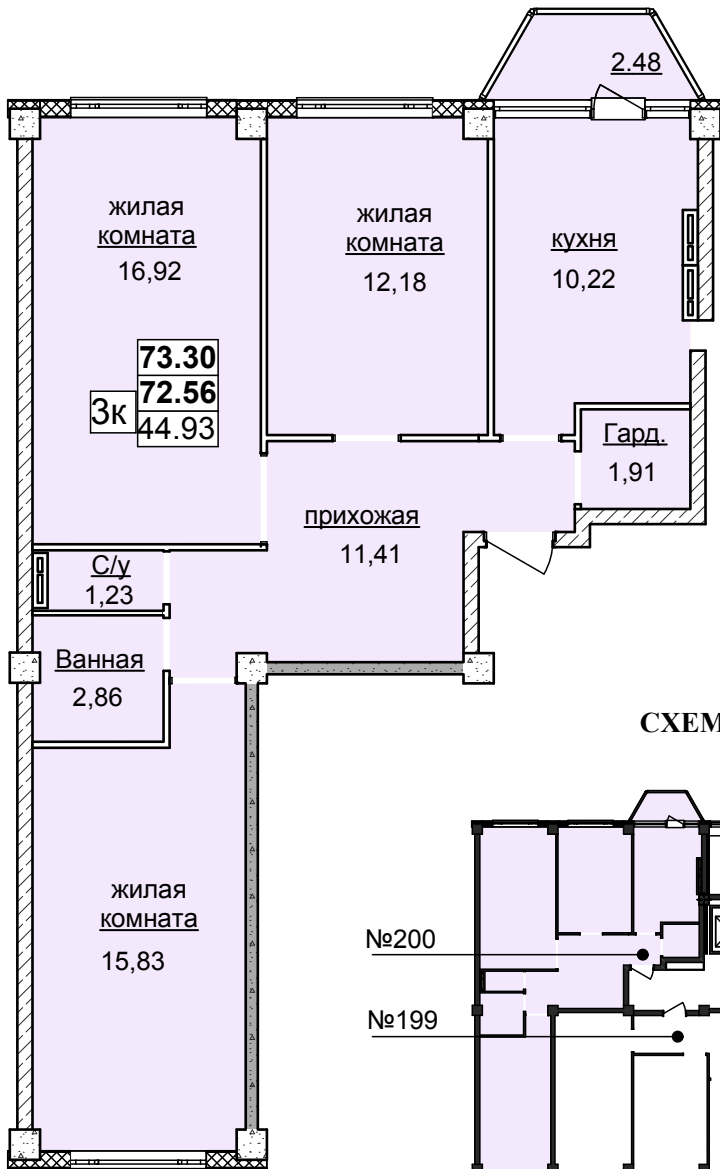 2.48
жилая
комната
16,92
жилая
комната
12,18
кухня
10,22
73.30
72.56
3к
44.93
Гард.
1,91
прихожая
11,41
С/у
1,23
Ванная
2,86
СХЕМ
жилая
комната
15,83
№200
№199